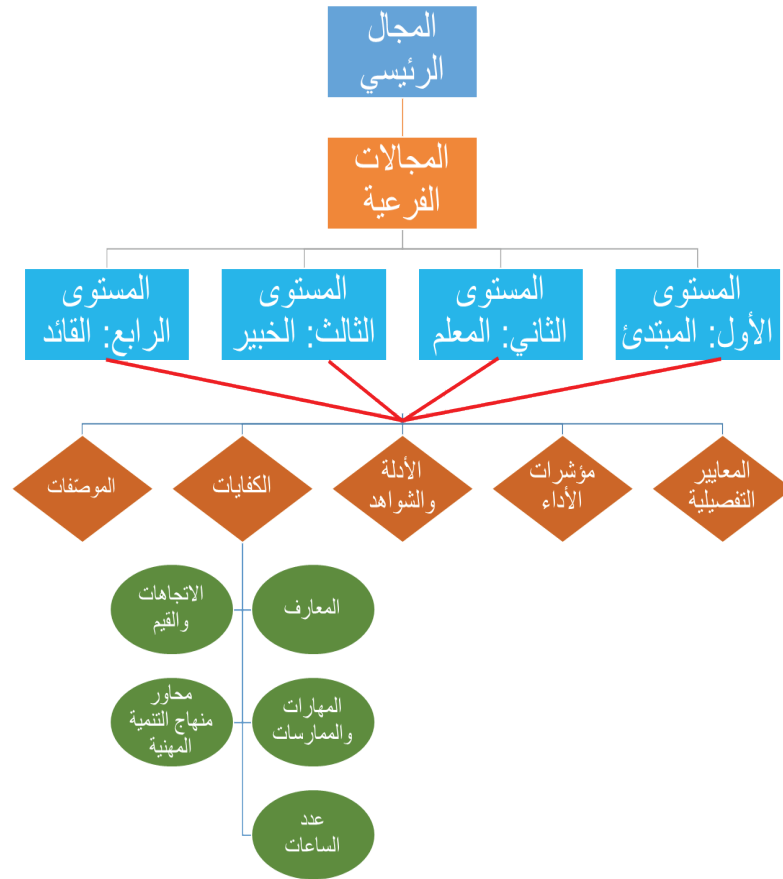 المجال
الرئيسي
المجالات
الفرعية
المستوى
الأول: المبتدئ
المستوى
الثاني: المعلم
المستوى
الثالث: الخبير
المستوى
الرابع: القائد
المعايير
التفصيلية
مؤشرات
الأداء
الأدلة
والشواهد
الكفايات
الموصّفات
المعارف
الاتجاهات
والقيم
المهارات
والممارسات
محاور
منهاج التنمية
المهنية
عدد
الساعات